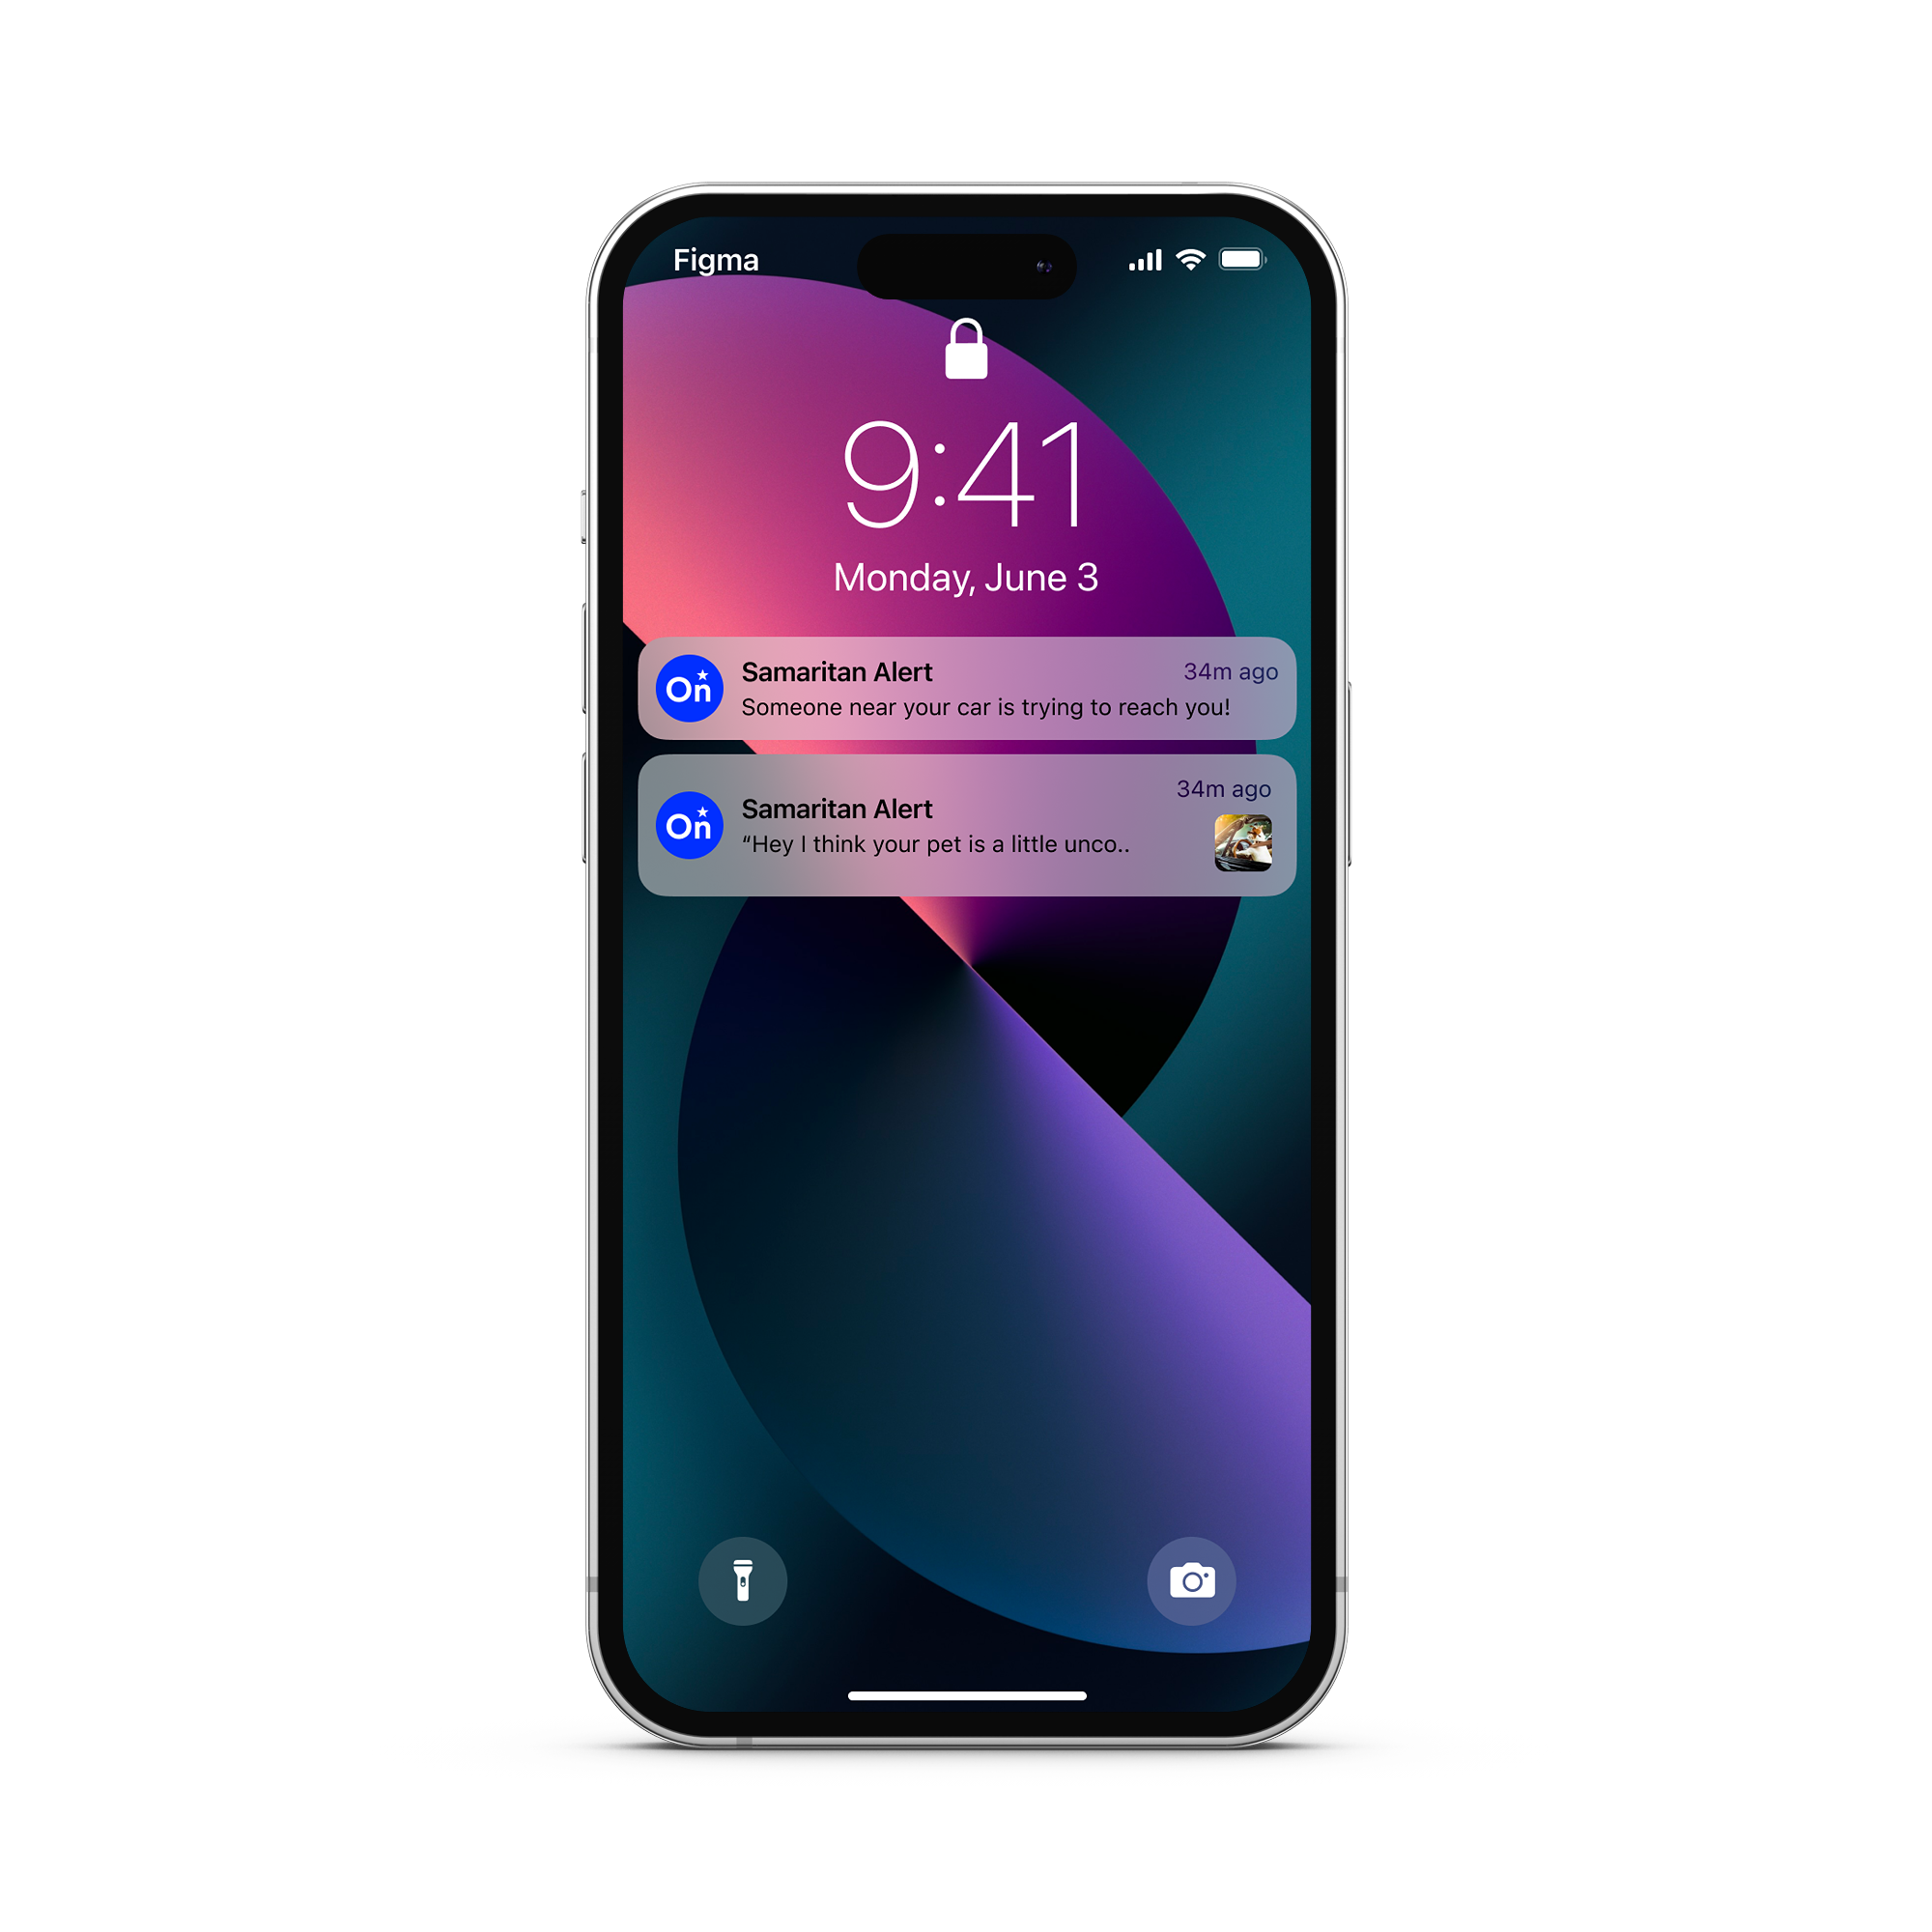 Figma
9:41
Monday, June 3
On
Samaritan Alert
34m ago
Someone near your car is trying to reach you!
34m ago
On
Samaritan Alert
“Hey I think your pet is a little unco..